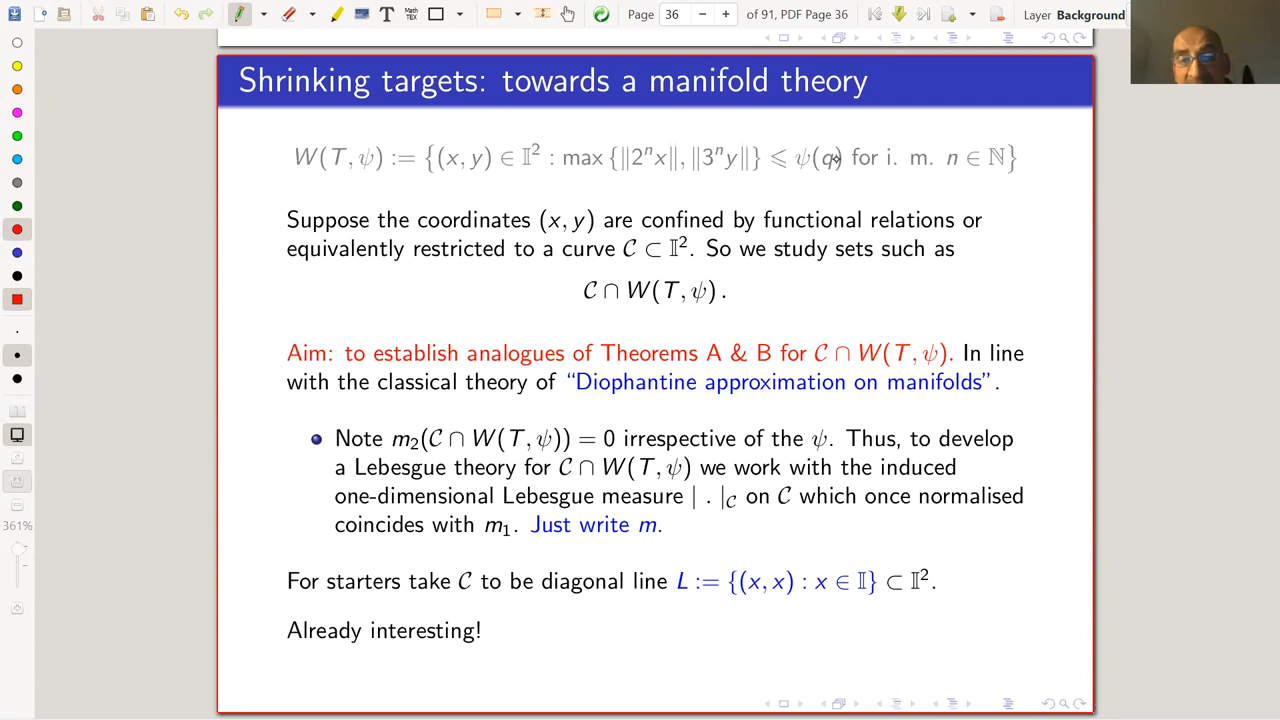 Page 36 of 91, PDF Page 36 Layer Background
T MATH TEX
Shrinking targets: towards a manifold theory
W(T, ψ) := {(x, y) ∈ 𝕀² : max {‖2ⁿx‖, ‖3ⁿy‖} ⩽ ψ(q) for i. m. n ∈ ℕ}
Suppose the coordinates (x, y) are confined by functional relations or
equivalently restricted to a curve 𝒞 ⊂ 𝕀². So we study sets such as
𝒞 ∩ W(T, ψ) .
Aim: to establish analogues of Theorems A & B for 𝒞 ∩ W(T, ψ). In line
with the classical theory of “Diophantine approximation on manifolds”.
Note m₂(𝒞 ∩ W(T, ψ)) = 0 irrespective of the ψ. Thus, to develop
a Lebesgue theory for 𝒞 ∩ W(T, ψ) we work with the induced
one-dimensional Lebesgue measure | . |_𝒞 on 𝒞 which once normalised
coincides with m₁. Just write m.
361%
For starters take 𝒞 to be diagonal line L := {(x, x) : x ∈ 𝕀} ⊂ 𝕀².
Already interesting!